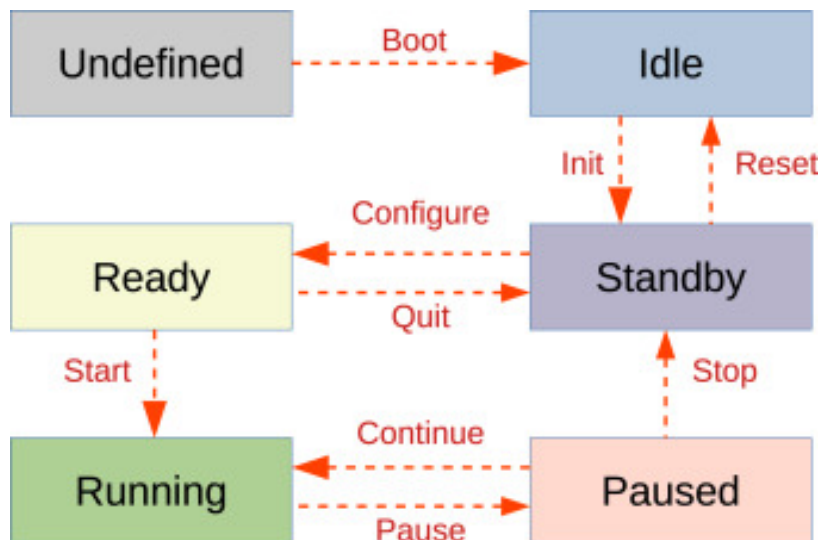 Boot
Undefined
Idle
Init
Reset
Configure
Ready
Standby
Quit
Start
Stop
Continue
Running
Paused
Pause